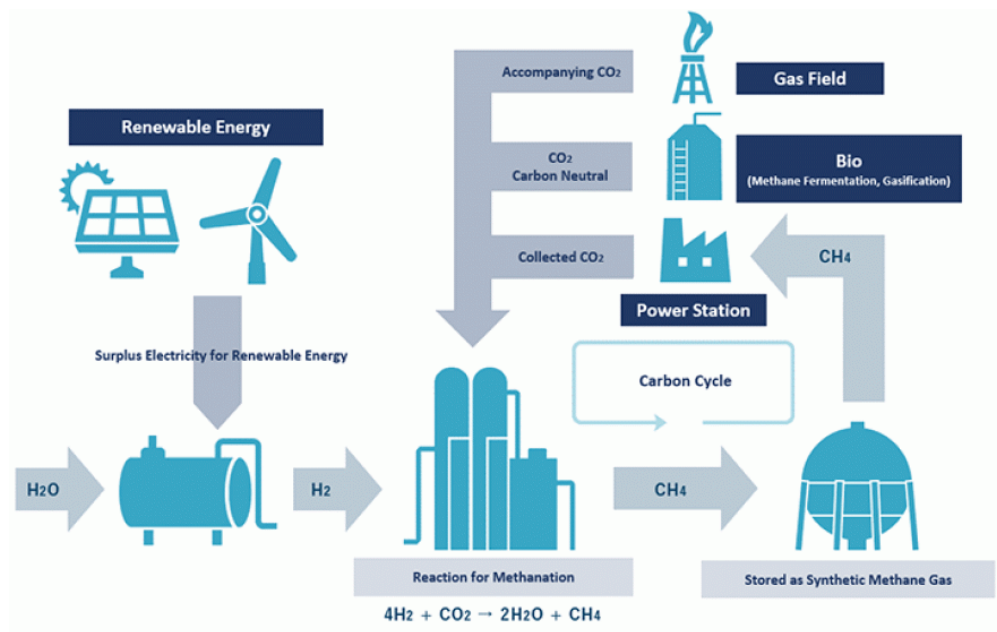 Accompanying CO₂
Gas Field
Renewable Energy
CO₂
Carbon Neutral
Bio
(Methane Fermentation, Gasification)
Collected CO₂
CH₄
Power Station
Surplus Electricity for Renewable Energy
Carbon Cycle
H₂O
H₂
CH₄
Reaction for Methanation
Stored as Synthetic Methane Gas
4H₂ + CO₂ → 2H₂O + CH₄